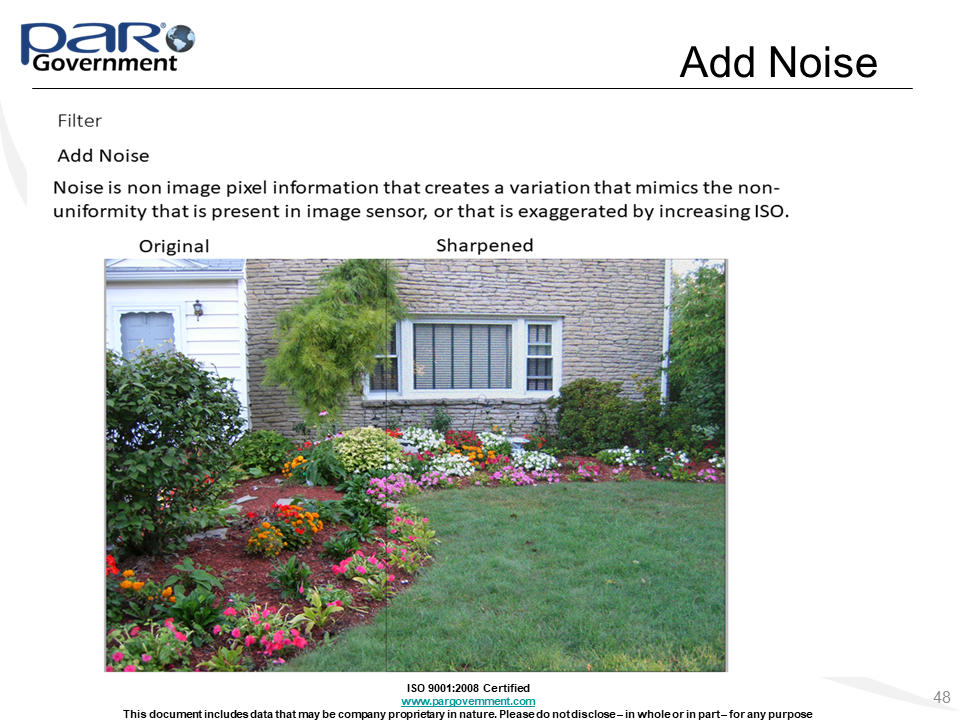 PAR®
Government
Add Noise
Filter
Add Noise
Noise is non image pixel information that creates a variation that mimics the non-
uniformity that is present in image sensor, or that is exaggerated by increasing ISO.
Original Sharpened
ISO 9001:2008 Certified
www.pargovernment.com
48
This document includes data that may be company proprietary in nature. Please do not disclose – in whole or in part – for any purpose